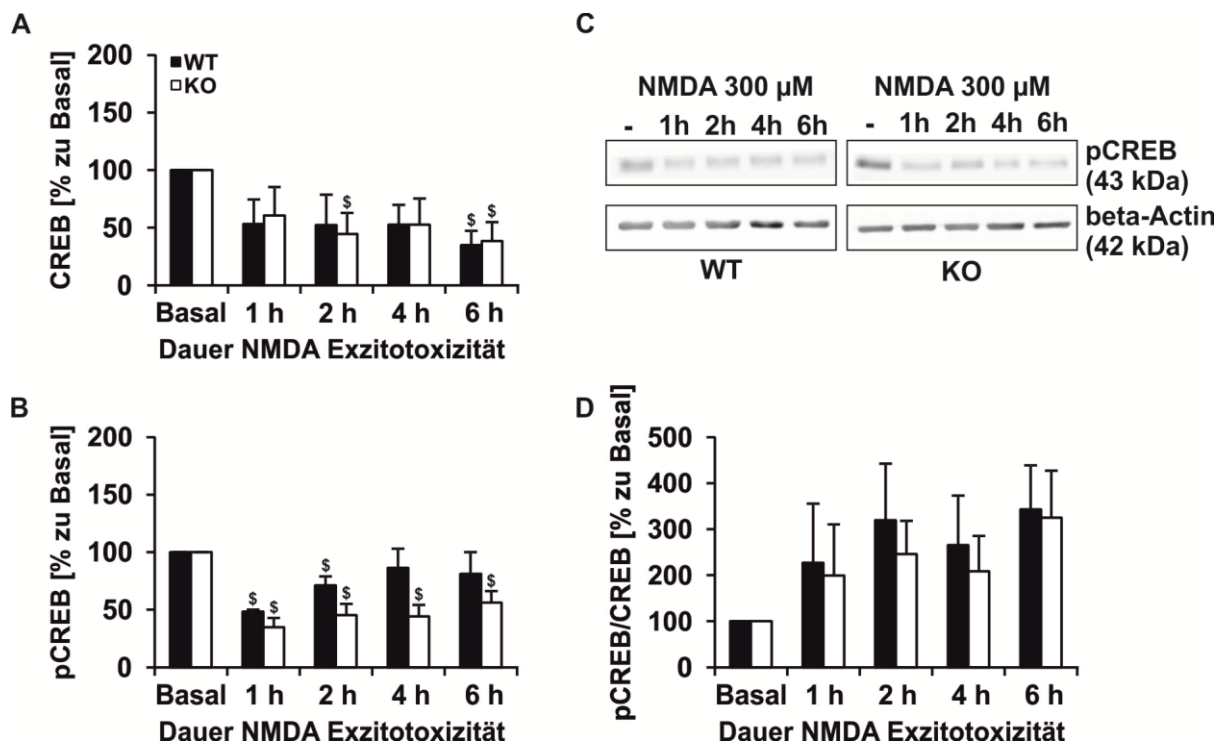 A
CREB [% zu Basal]
200
150
100
50
0
WT
KO
$
$ $
Basal 1 h 2 h 4 h 6 h
Dauer NMDA Exzitotoxizität
C
NMDA 300 µM NMDA 300 µM
- 1h 2h 4h 6h - 1h 2h 4h 6h
pCREB
(43 kDa)
beta-Actin
(42 kDa)
WT KO
B
pCREB [% zu Basal]
200
150
100
50
0
$ $ $ $ $ $
Basal 1 h 2 h 4 h 6 h
Dauer NMDA Exzitotoxizität
D
pCREB/CREB [% zu Basal]
500
400
300
200
100
0
Basal 1 h 2 h 4 h 6 h
Dauer NMDA Exzitotoxizität